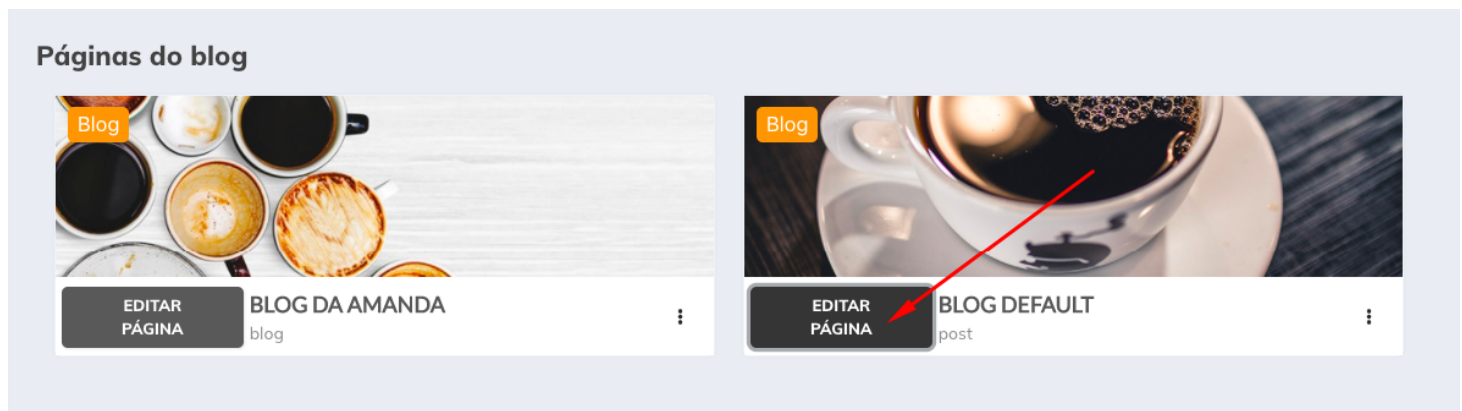 Páginas do blog
Blog
EDITAR
PÁGINA
BLOG DA AMANDA
blog
Blog
EDITAR
PÁGINA
BLOG DEFAULT
post